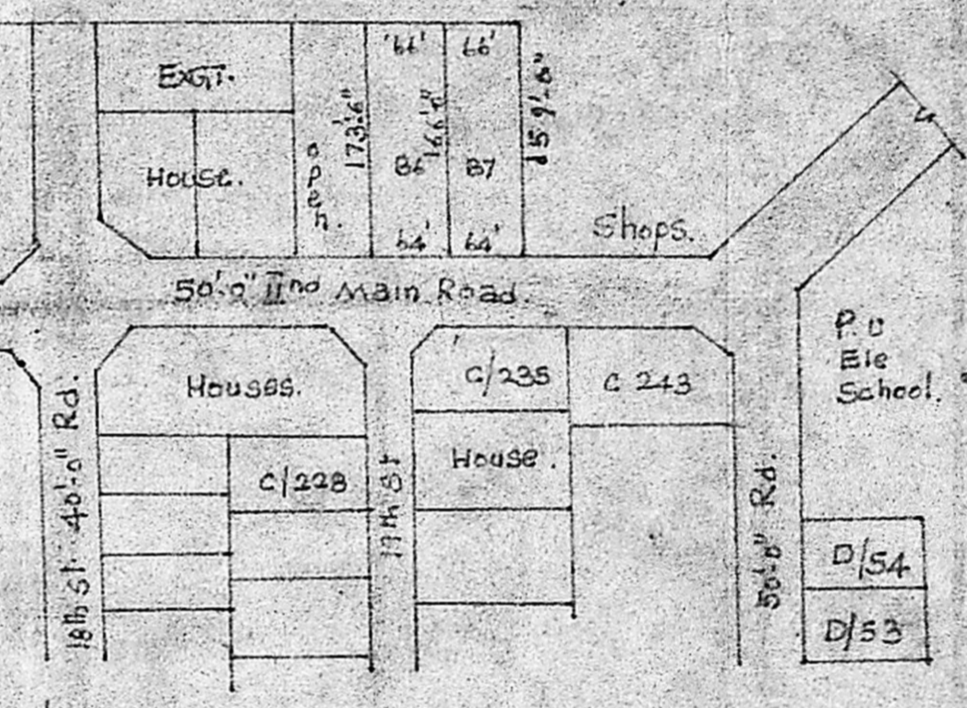 66'
66'
EXGT.
173'.6"
166'.0"
159'-0"
House.
open.
86
87
64'
64'
Shops.
50'.0" IInd Main Road.
P.U
Ele
School.
Houses.
C/235
C 243
18th St. 40'-0" Rd.
C/228
17th St
House.
50'-0" Rd.
D/54
D/53